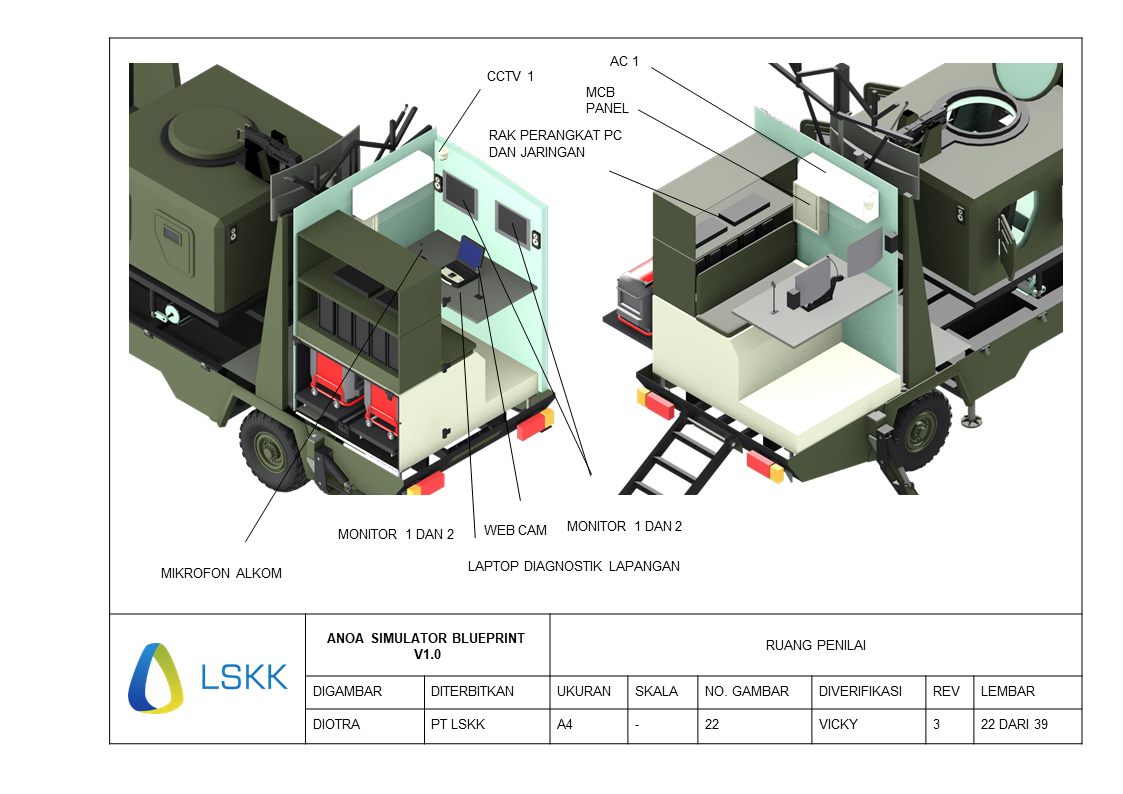 CCTV 1
AC 1
MCB
PANEL
RAK PERANGKAT PC
DAN JARINGAN
MONITOR 1 DAN 2
WEB CAM
MONITOR 1 DAN 2
LAPTOP DIAGNOSTIK LAPANGAN
MIKROFON ALKOM
LSKK
ANOA SIMULATOR BLUEPRINT
V1.0
RUANG PENILAI
DIGAMBAR DITERBITKAN UKURAN SKALA NO. GAMBAR DIVERIFIKASI REV LEMBAR
DIOTRA PT LSKK A4 - 22 VICKY 3 22 DARI 39